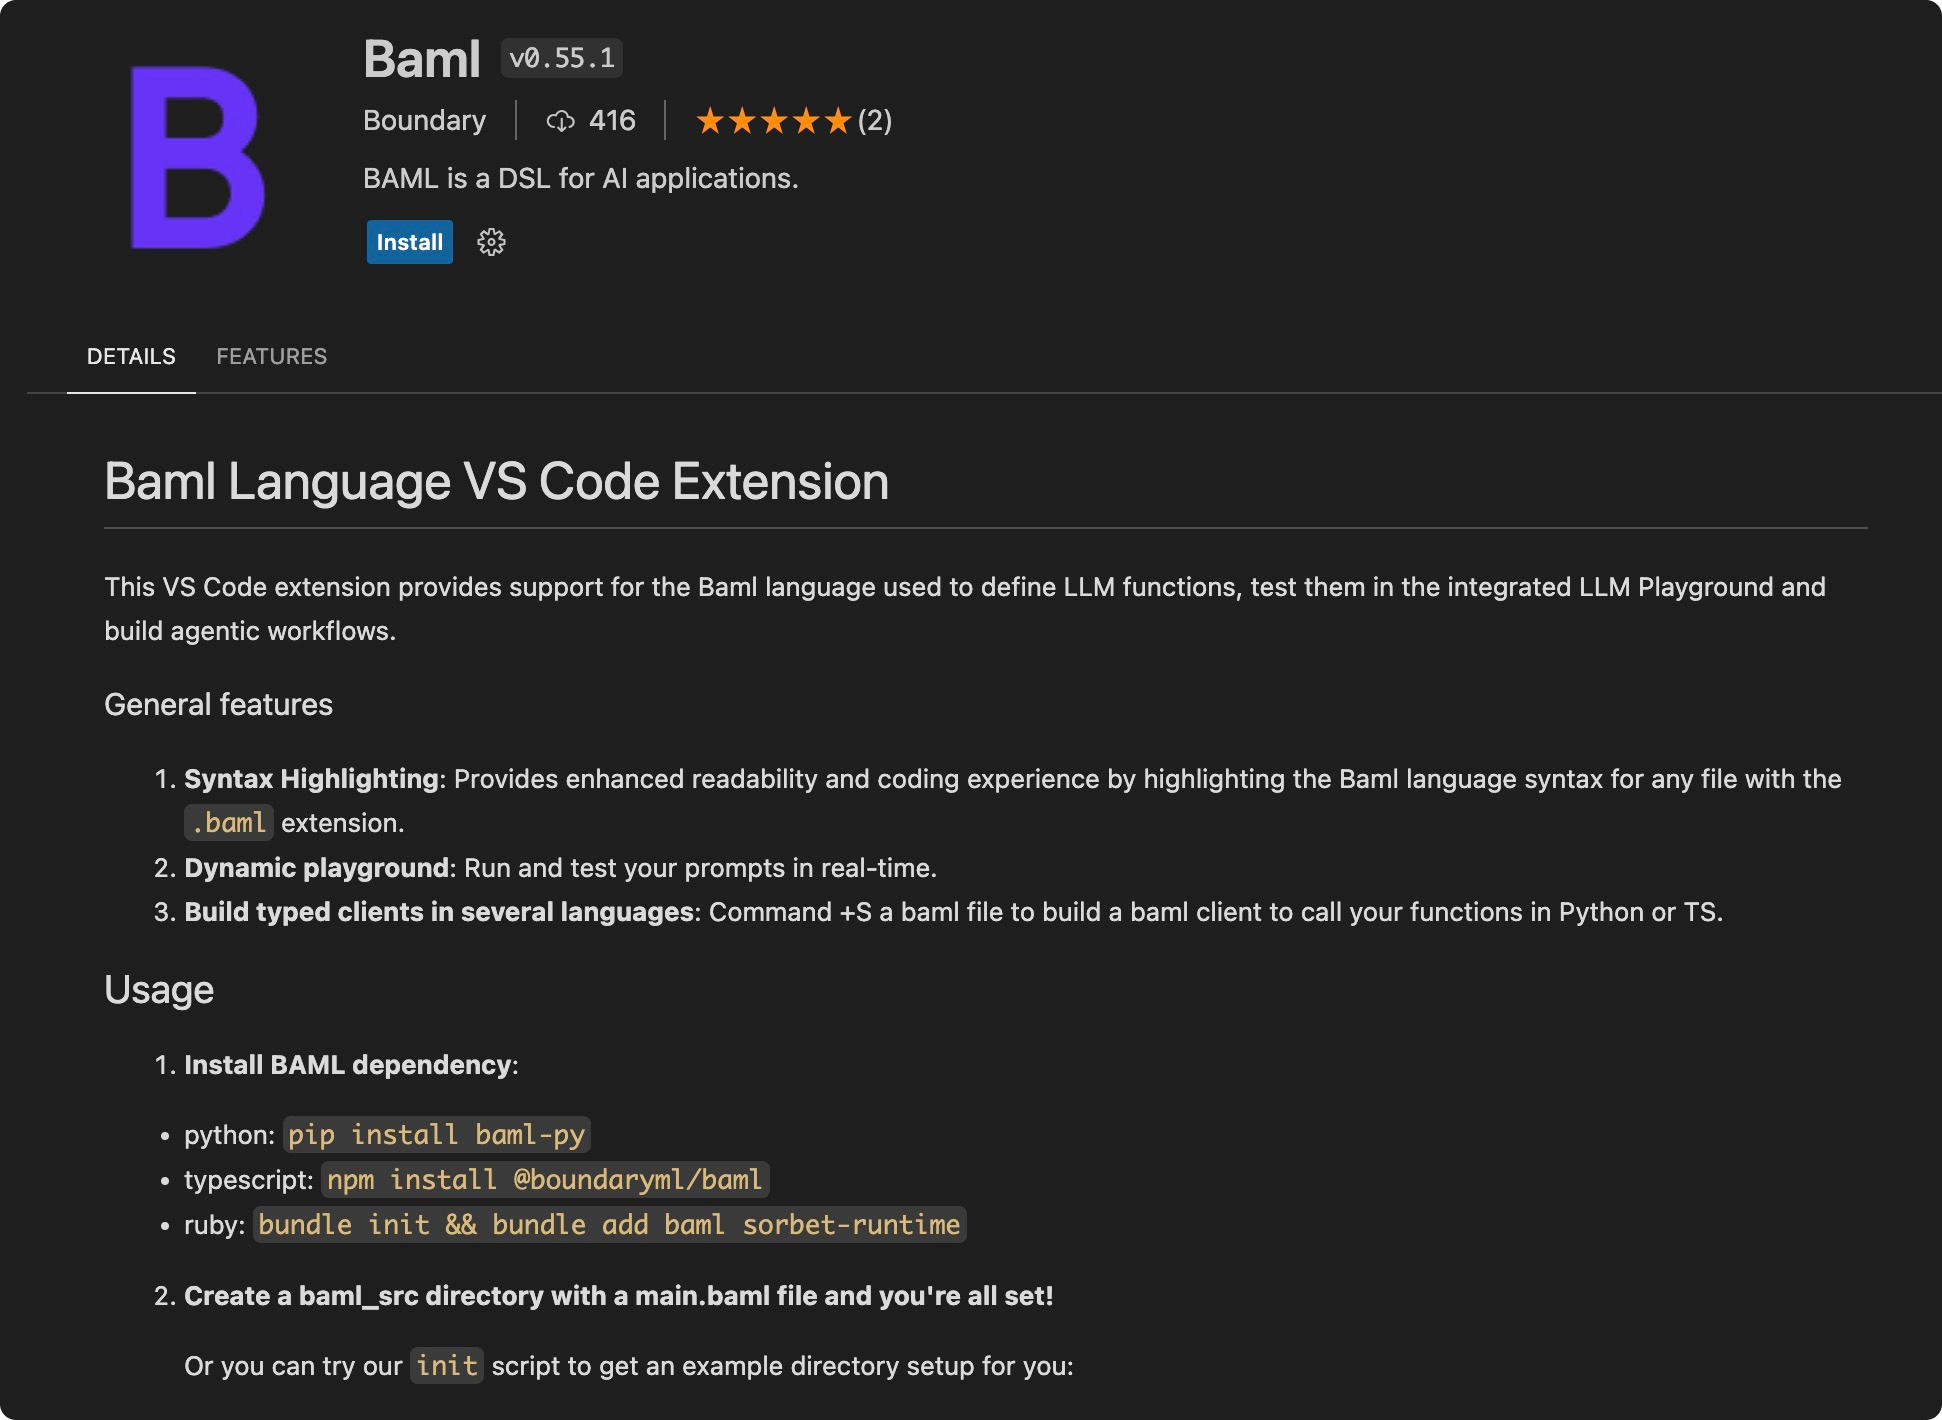 B
Baml v0.55.1
Boundary 416 ★★★★★(2)
BAML is a DSL for AI applications.
Install
DETAILS FEATURES
Baml Language VS Code Extension
This VS Code extension provides support for the Baml language used to define LLM functions, test them in the integrated LLM Playground and
build agentic workflows.
General features
1. Syntax Highlighting: Provides enhanced readability and coding experience by highlighting the Baml language syntax for any file with the
.baml extension.
2. Dynamic playground: Run and test your prompts in real-time.
3. Build typed clients in several languages: Command +S a baml file to build a baml client to call your functions in Python or TS.
Usage
1. Install BAML dependency:
• python: pip install baml-py
• typescript: npm install @boundaryml/baml
• ruby: bundle init && bundle add baml sorbet-runtime
2. Create a baml_src directory with a main.baml file and you're all set!
Or you can try our init script to get an example directory setup for you: